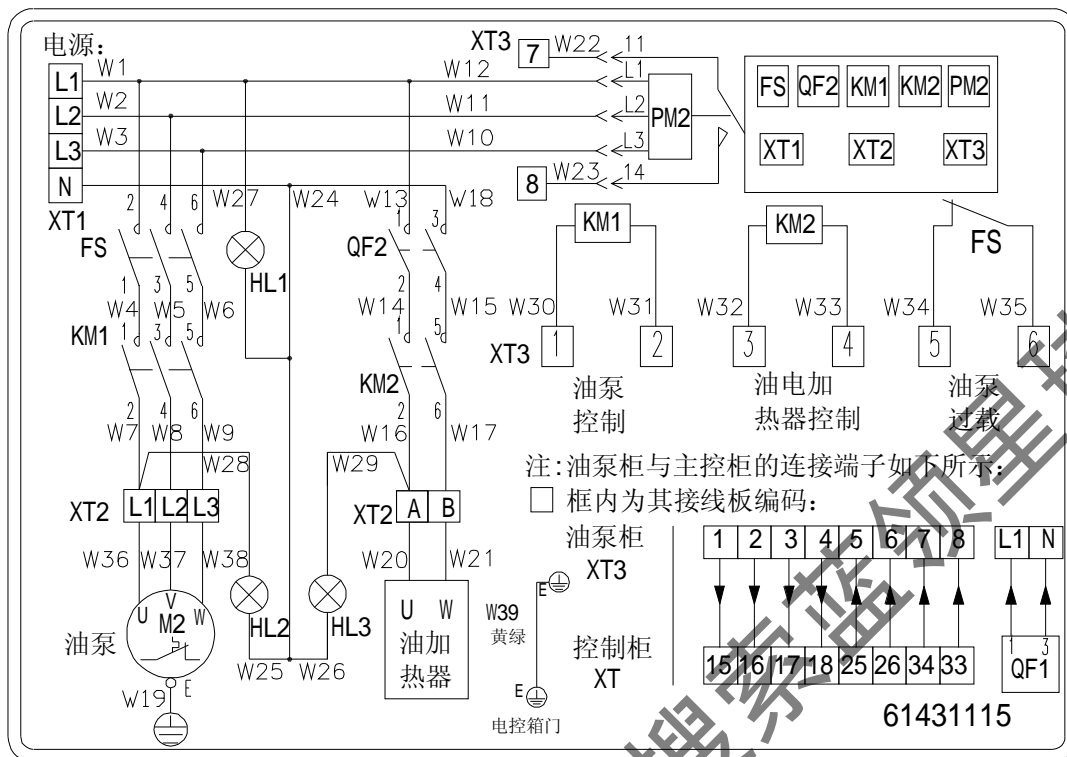 电源:
L1 W1 W12 L1
L2 W2 W11 L2 PM2
L3 W3 W10 L3
N
XT1
XT3 7 W22 11
8 W23 14
FS QF2 KM1 KM2 PM2
XT1 XT2 XT3
2 4 6 W27 W24 W13 W18
FS HL1 QF2 1 3
1 3 5 2 4
W4 W5 W6 W14 W15
KM1 1 3 5 KM2 1 5
2 4 6 2 6
W7 W8 W9 W16 W17
W28 W29
XT2 L1 L2 L3 XT2 A B
W36 W37 W38 W20 W21
U V W
M2
油泵
HL2 HL3
W25 W26
W19 E
U W
油加
热器
W39
黄绿
E
E
电控箱门
KM1 KM2 FS
W30 W31 W32 W33 W34 W35
XT3 1 2 3 4 5 6
油泵
控制
油电加
热器控制
油泵
过载
注:油泵柜与主控柜的连接端子如下所示:
框内为其接线板编码:
油泵柜
XT3
1 2 3 4 5 6 7 8 L1 N
控制柜
XT
15 16 17 18 25 26 34 33
1 3
QF1
61431115
搜索蓝领星球